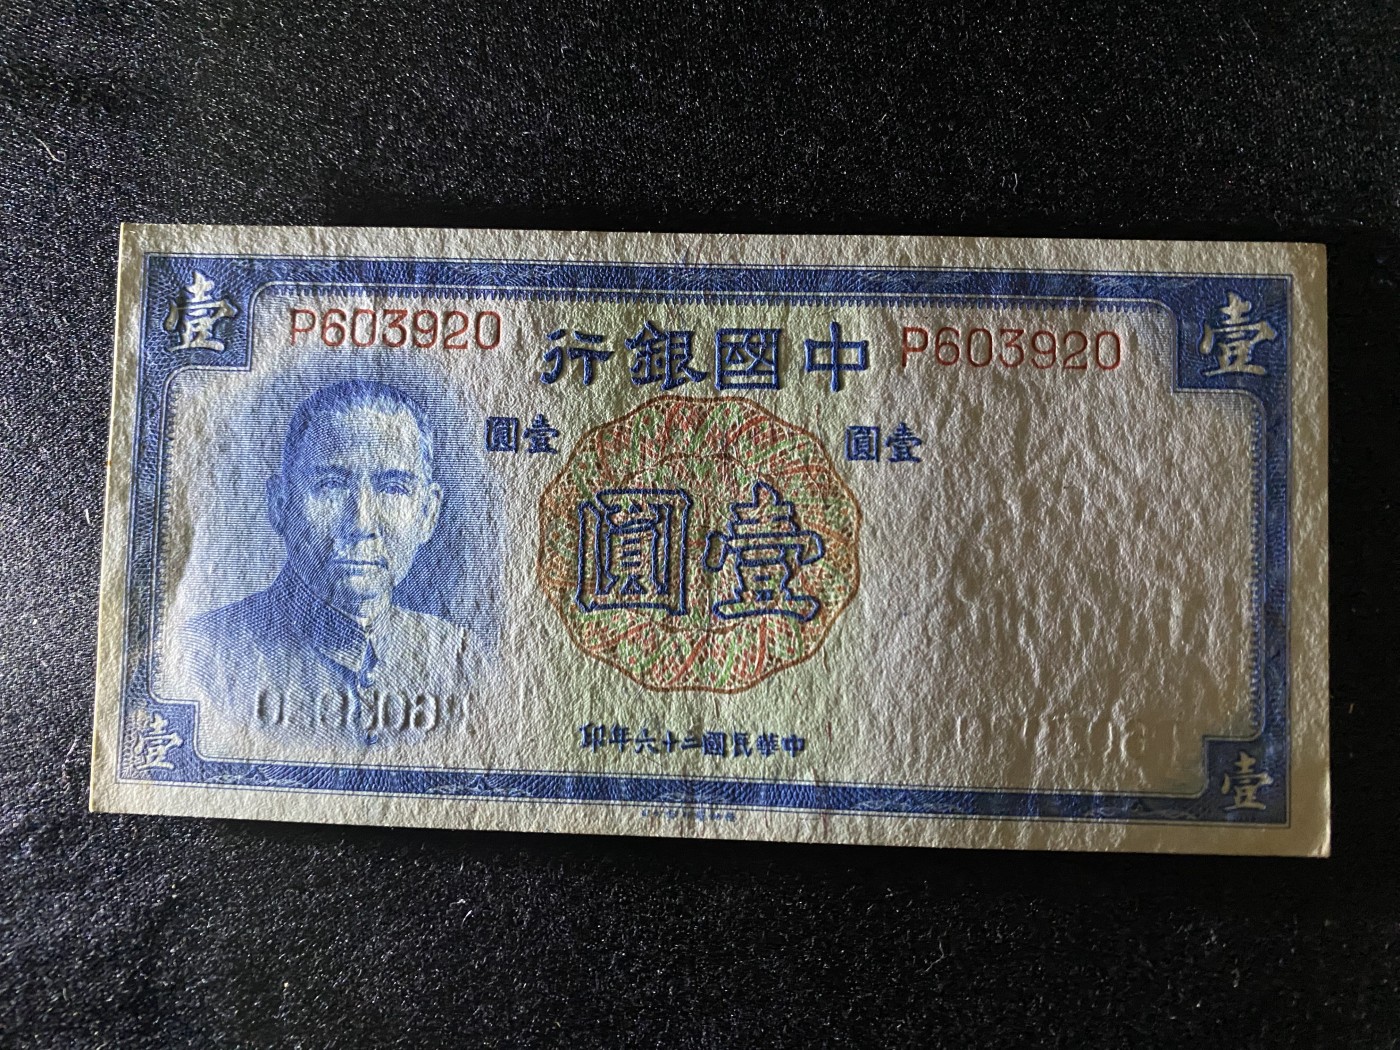 壹 壹
P603920 中國銀行 P603920
壹圓 壹圓
壹圓
中華民國二十六年印
壹 壹